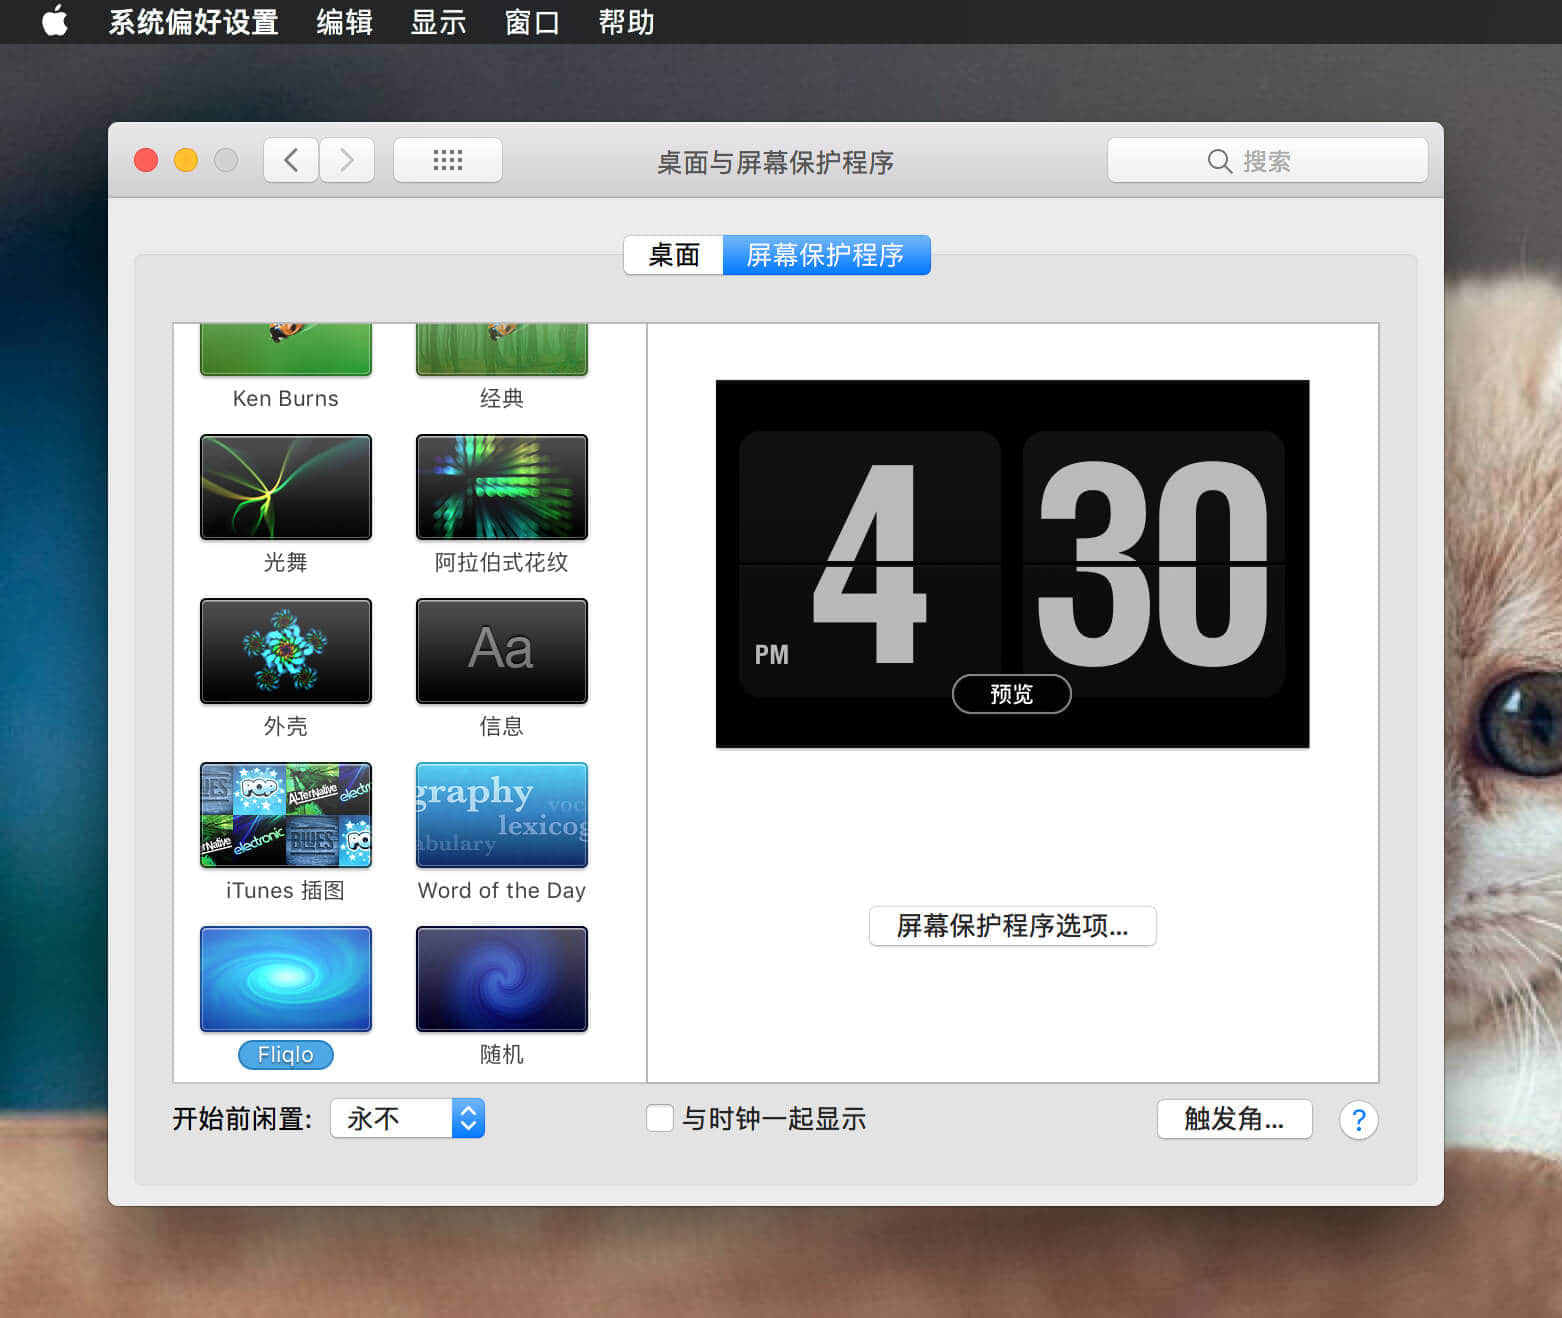 系统偏好设置 编辑 显示 窗口 帮助
桌面与屏幕保护程序
搜索
桌面 屏幕保护程序
Ken Burns 经典
光舞 阿拉伯式花纹
Aa
外壳 信息
POP ALTerNative
electronic BLUES
graphy
lexicog
abulary
iTunes 插图 Word of the Day
Fliqlo 随机
4 30
PM
预览
屏幕保护程序选项...
开始前闲置: 永不 与时钟一起显示 触发角... ?